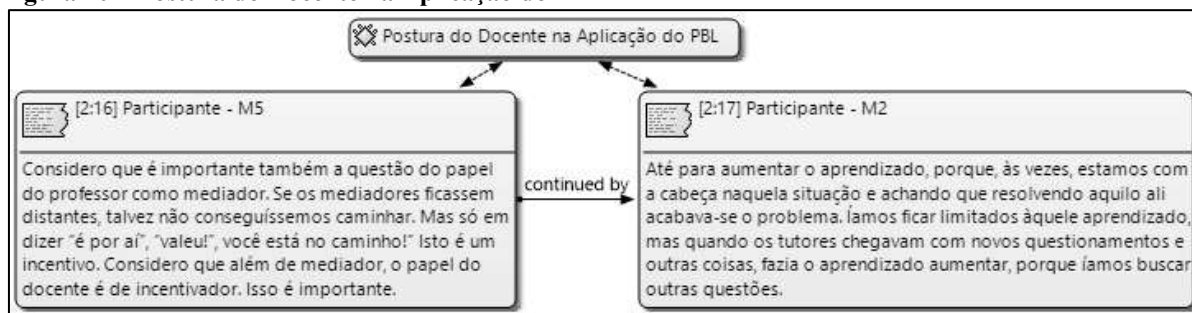 Postura do Docente na Aplicação do PBL
[2:16] Participante - M5
Considero que é importante também a questão do papel
do professor como mediador. Se os mediadores ficassem
distantes, talvez não conseguíssemos caminhar. Mas só em
dizer “é por aí”, “valeu!”, você está no caminho!” Isto é um
incentivo. Considero que além de mediador, o papel do
docente é de incentivador. Isso é importante.
continued by
[2:17] Participante - M2
Até para aumentar o aprendizado, porque, às vezes, estamos com
a cabeça naquela situação e achando que resolvendo aquilo ali
acabava-se o problema. Íamos ficar limitados àquele aprendizado,
mas quando os tutores chegavam com novos questionamentos e
outras coisas, fazia o aprendizado aumentar, porque íamos buscar
outras questões.